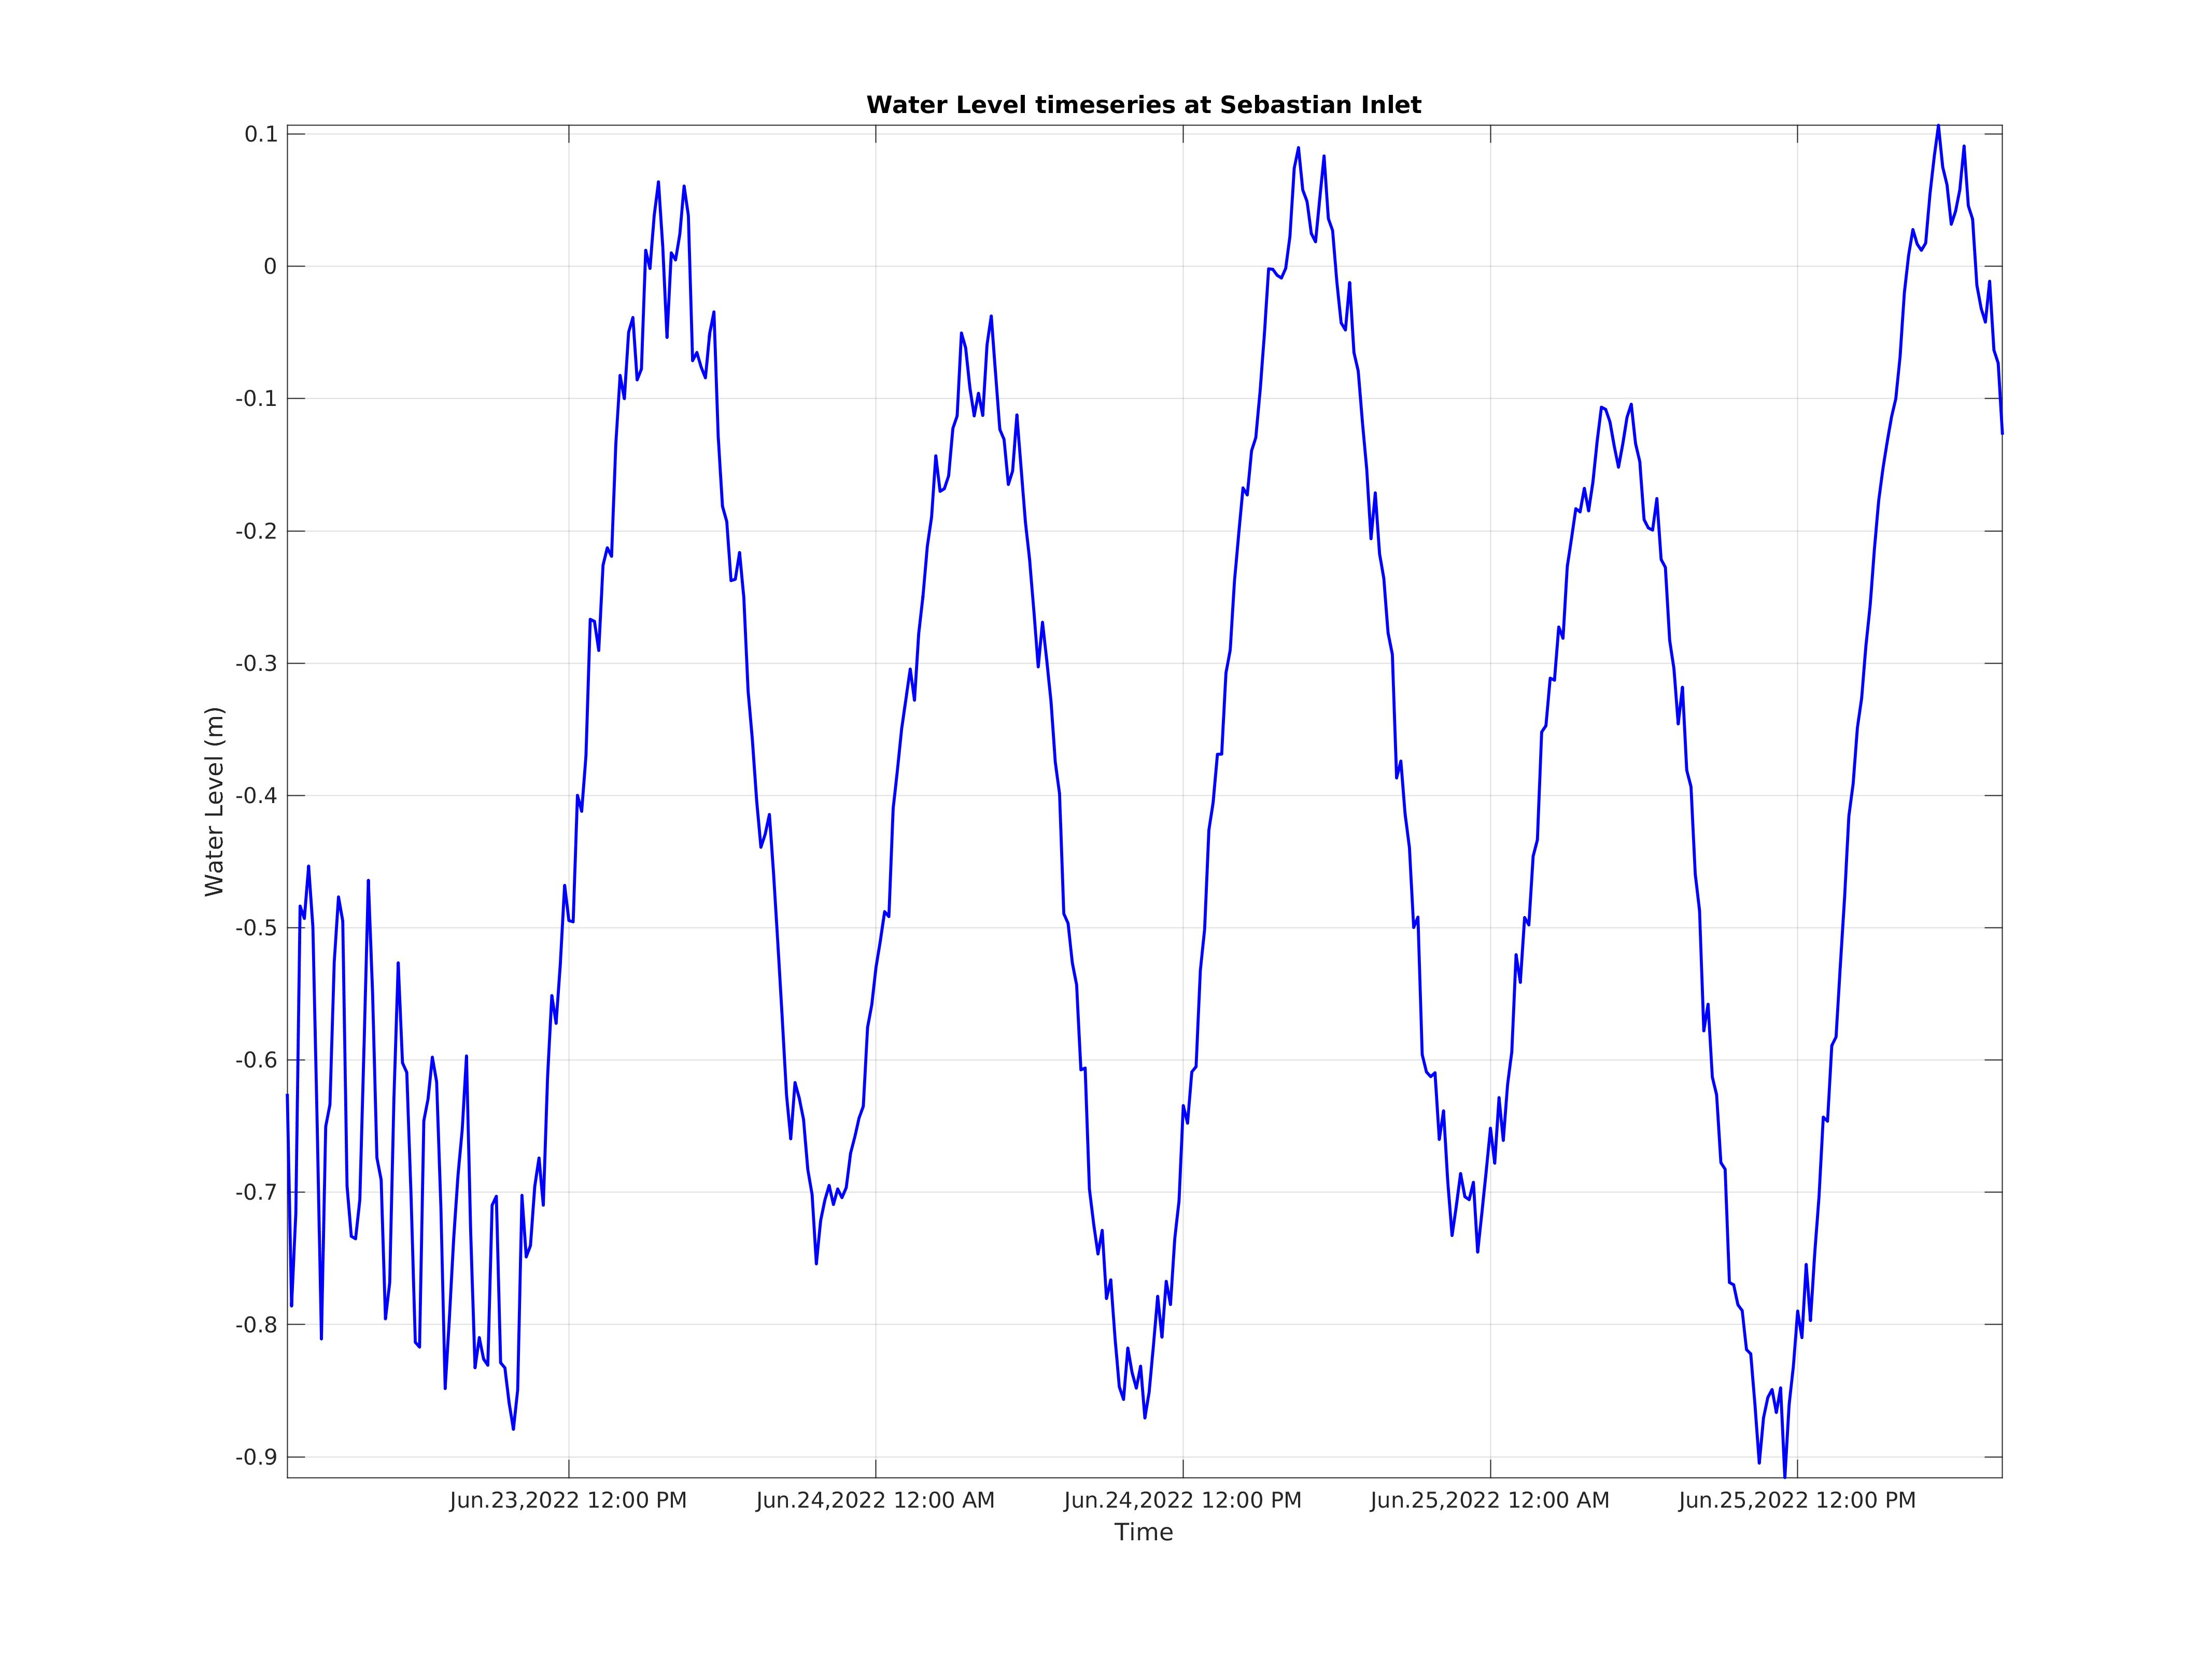 Water Level timeseries at Sebastian Inlet
0.1
0
-0.1
-0.2
-0.3
-0.4
-0.5
-0.6
-0.7
-0.8
-0.9
Water Level (m)
Jun.23,2022 12:00 PM
Jun.24,2022 12:00 AM
Jun.24,2022 12:00 PM
Jun.25,2022 12:00 AM
Jun.25,2022 12:00 PM
Time